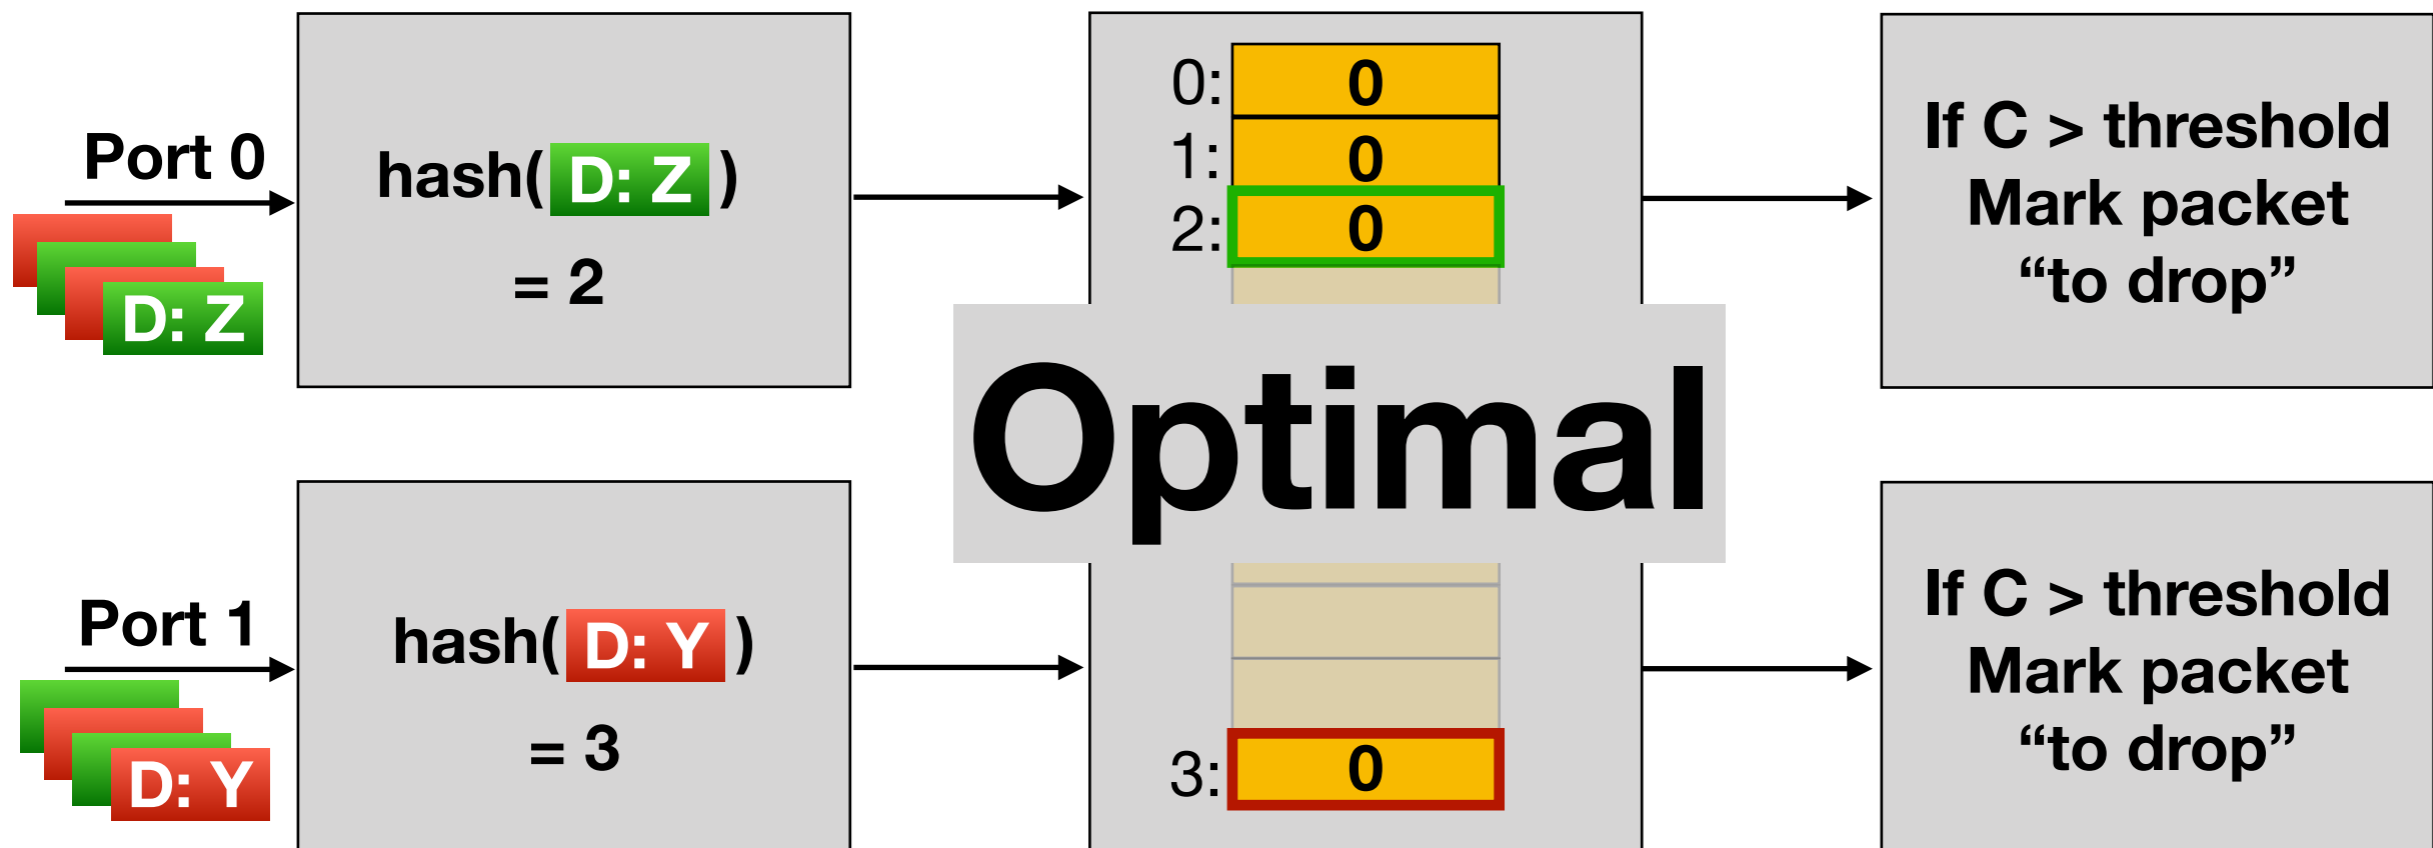 Port 0
D: Z
hash( D: Z )
= 2
0: 0
1: 0
2: 0
If C > threshold
Mark packet
“to drop”
Optimal
Port 1
D: Y
hash( D: Y )
= 3
3: 0
If C > threshold
Mark packet
“to drop”